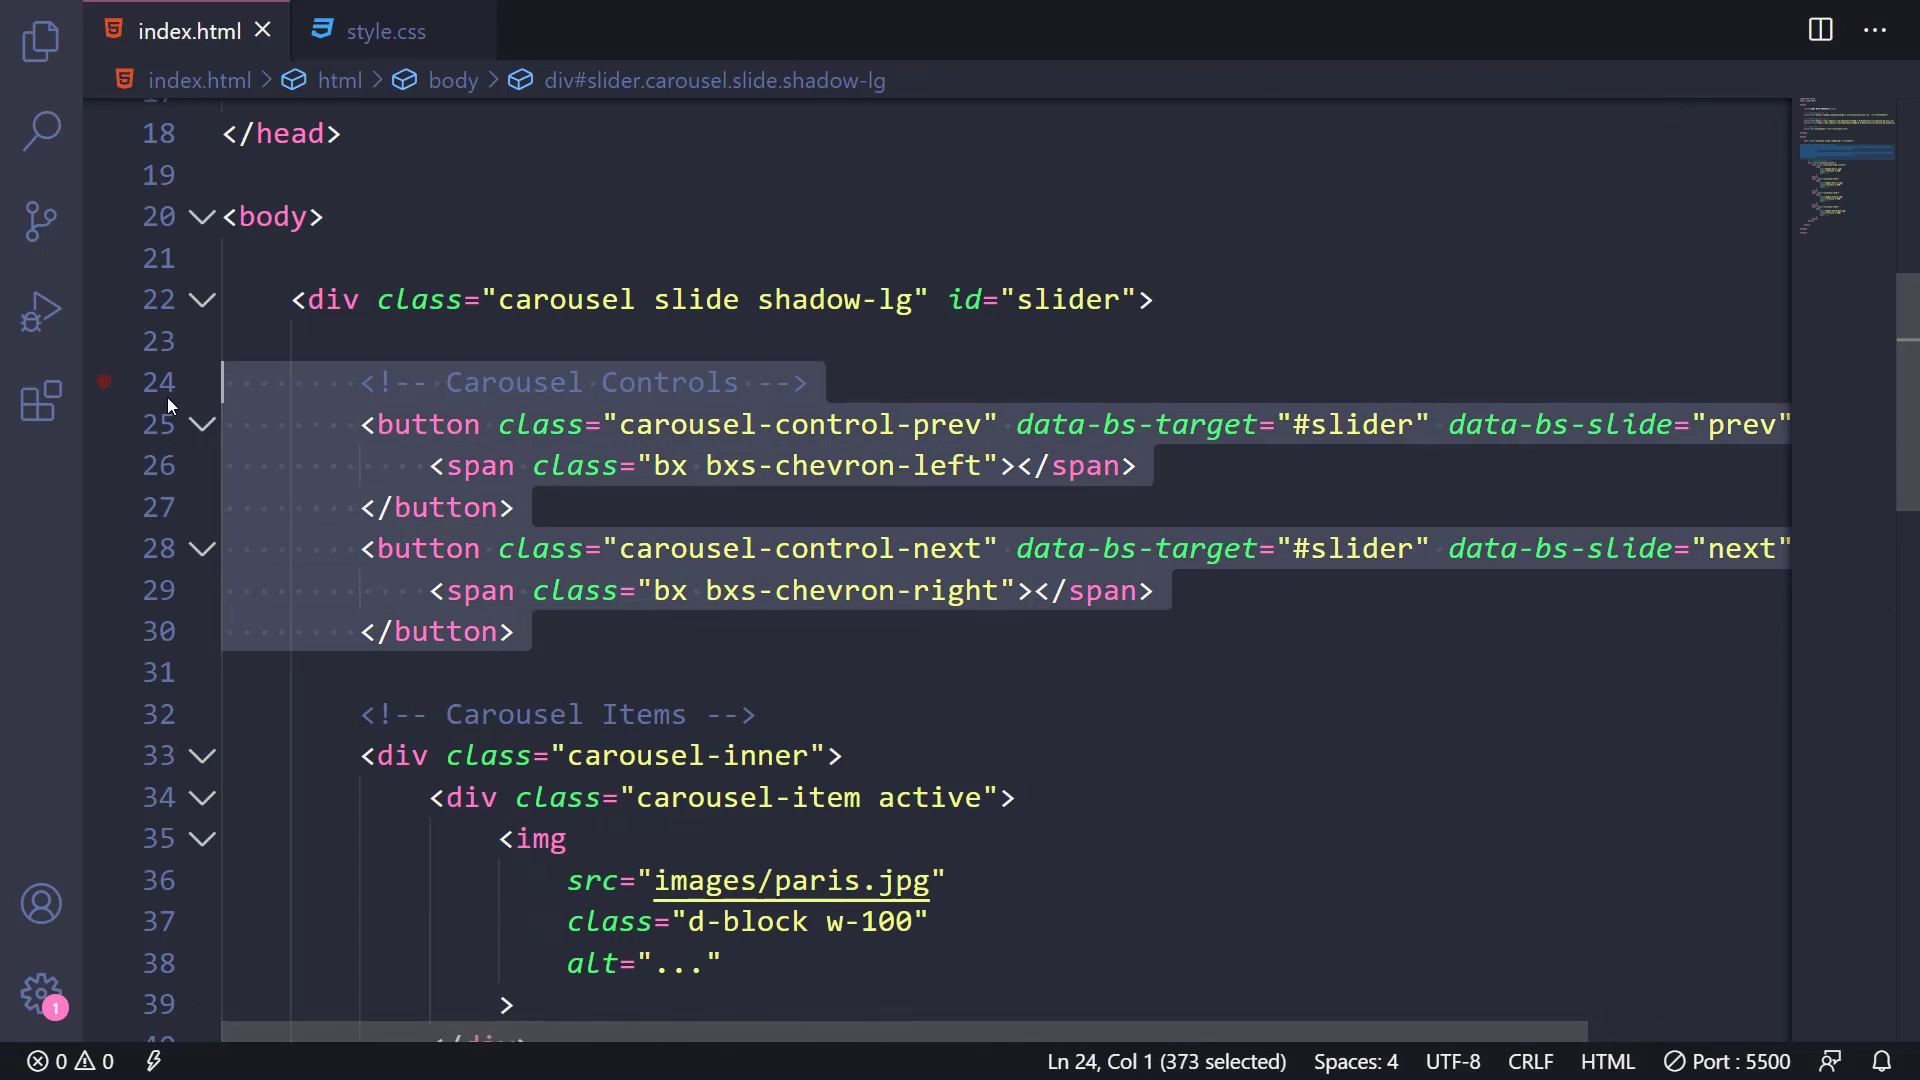 index.html
style.css
index.html html body div#slider.carousel.slide.shadow-lg
18 </head>
19
20 <body>
21
22 <div class="carousel slide shadow-lg" id="slider">
23
24 <!-- Carousel Controls -->
25 <button class="carousel-control-prev" data-bs-target="#slider" data-bs-slide="prev"
26 <span class="bx bxs-chevron-left"></span>
27 </button>
28 <button class="carousel-control-next" data-bs-target="#slider" data-bs-slide="next"
29 <span class="bx bxs-chevron-right"></span>
30 </button>
31
32 <!-- Carousel Items -->
33 <div class="carousel-inner">
34 <div class="carousel-item active">
35 <img
36 src="images/paris.jpg"
37 class="d-block w-100"
38 alt="..."
39 >
1
0 0 Ln 24, Col 1 (373 selected) Spaces: 4 UTF-8 CRLF HTML Port : 5500